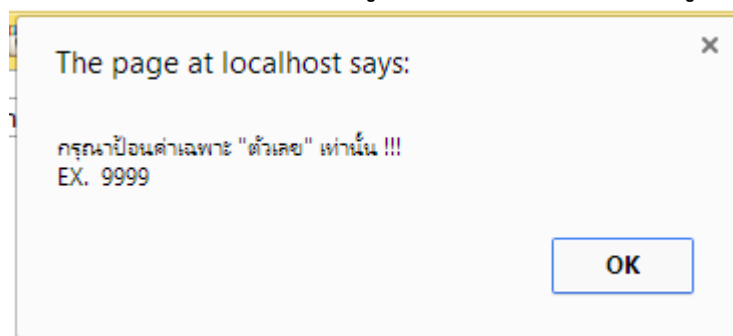 The page at localhost says:
กรุณาป้อนค่าเฉพาะ "ตัวเลข" เท่านั้น !!!
EX. 9999
OK